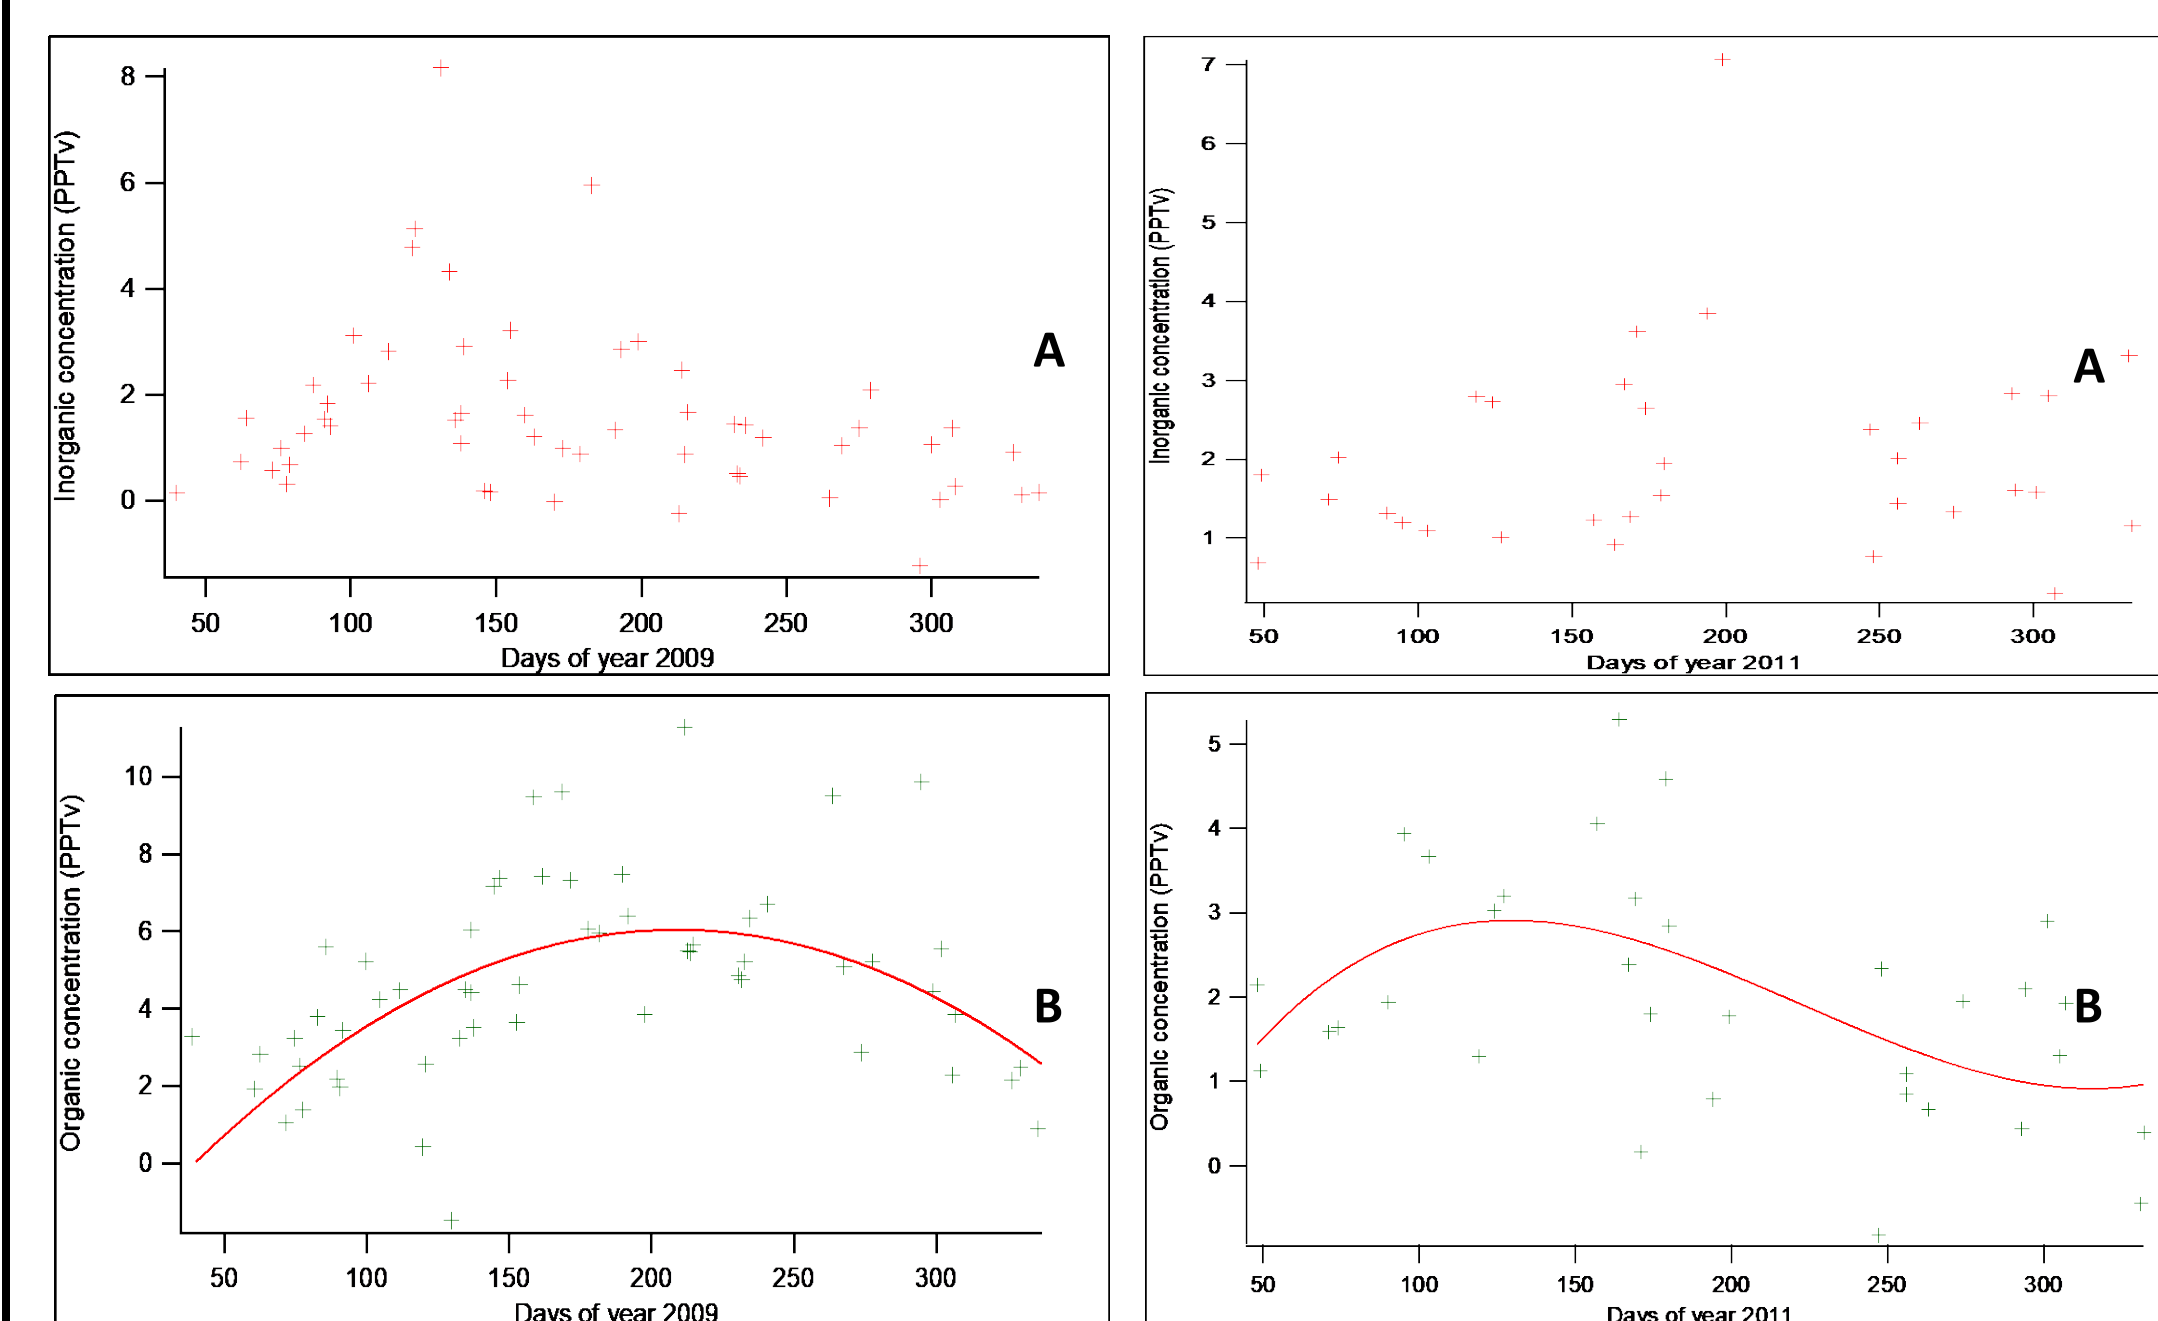 Inorganic concentration (PPTv)
8
6
4
2
0
A
50 100 150 200 250 300
Days of year 2009
Inorganic concentration (PPTv)
7
6
5
4
3
2
1
A
50 100 150 200 250 300
Days of year 2011
Organic concentration (PPTv)
10
8
6
4
2
0
B
50 100 150 200 250 300
Days of year 2009
Organic concentration (PPTv)
5
4
3
2
1
0
B
50 100 150 200 250 300
Days of year 2011